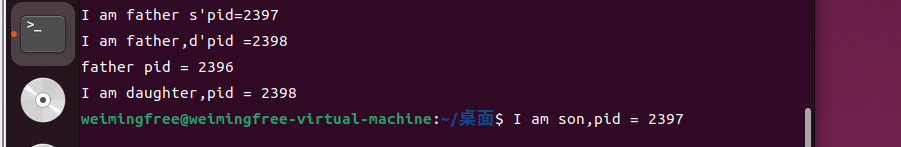 >_
I am father s'pid=2397
I am father,d'pid =2398
father pid = 2396
I am daughter,pid = 2398
weimingfree@weimingfree-virtual-machine:~/桌面$ I am son,pid = 2397